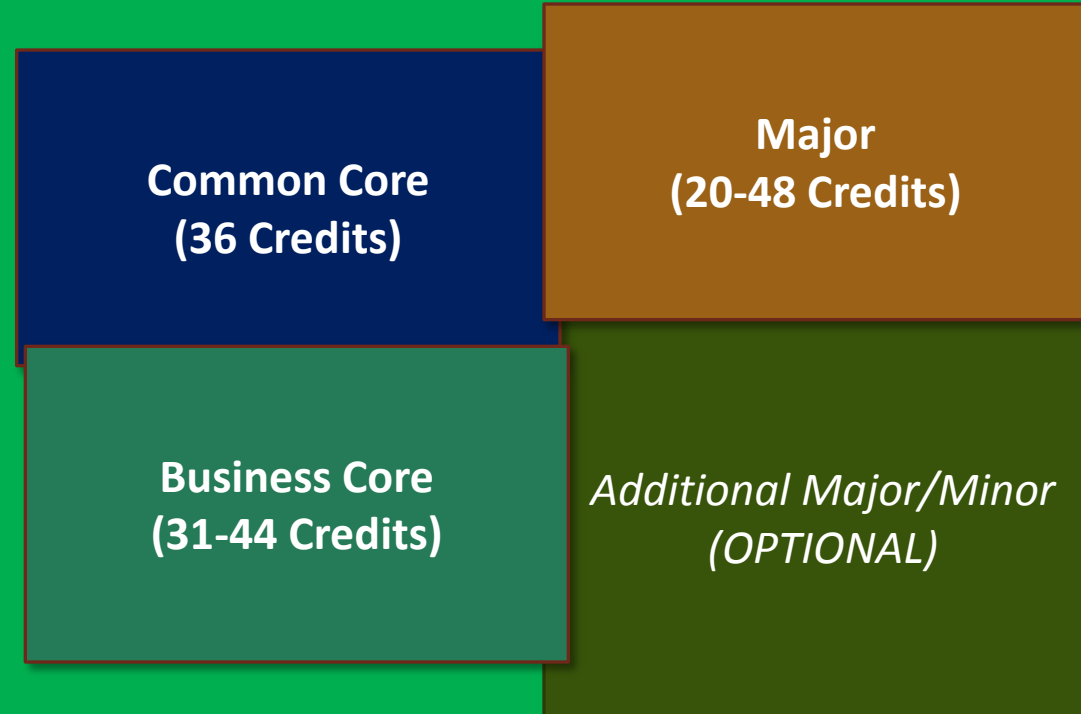 Common Core
(36 Credits)
Major
(20-48 Credits)
Business Core
(31-44 Credits)
Additional Major/Minor
(OPTIONAL)